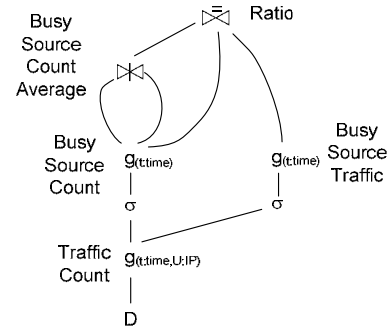 Busy
Source
Count
Average
=
Ratio
Busy
Source
Count
g(t:time)
g(t:time)
Busy
Source
Traffic
σ
σ
Traffic
Count
g(t:time,U:IP)
D